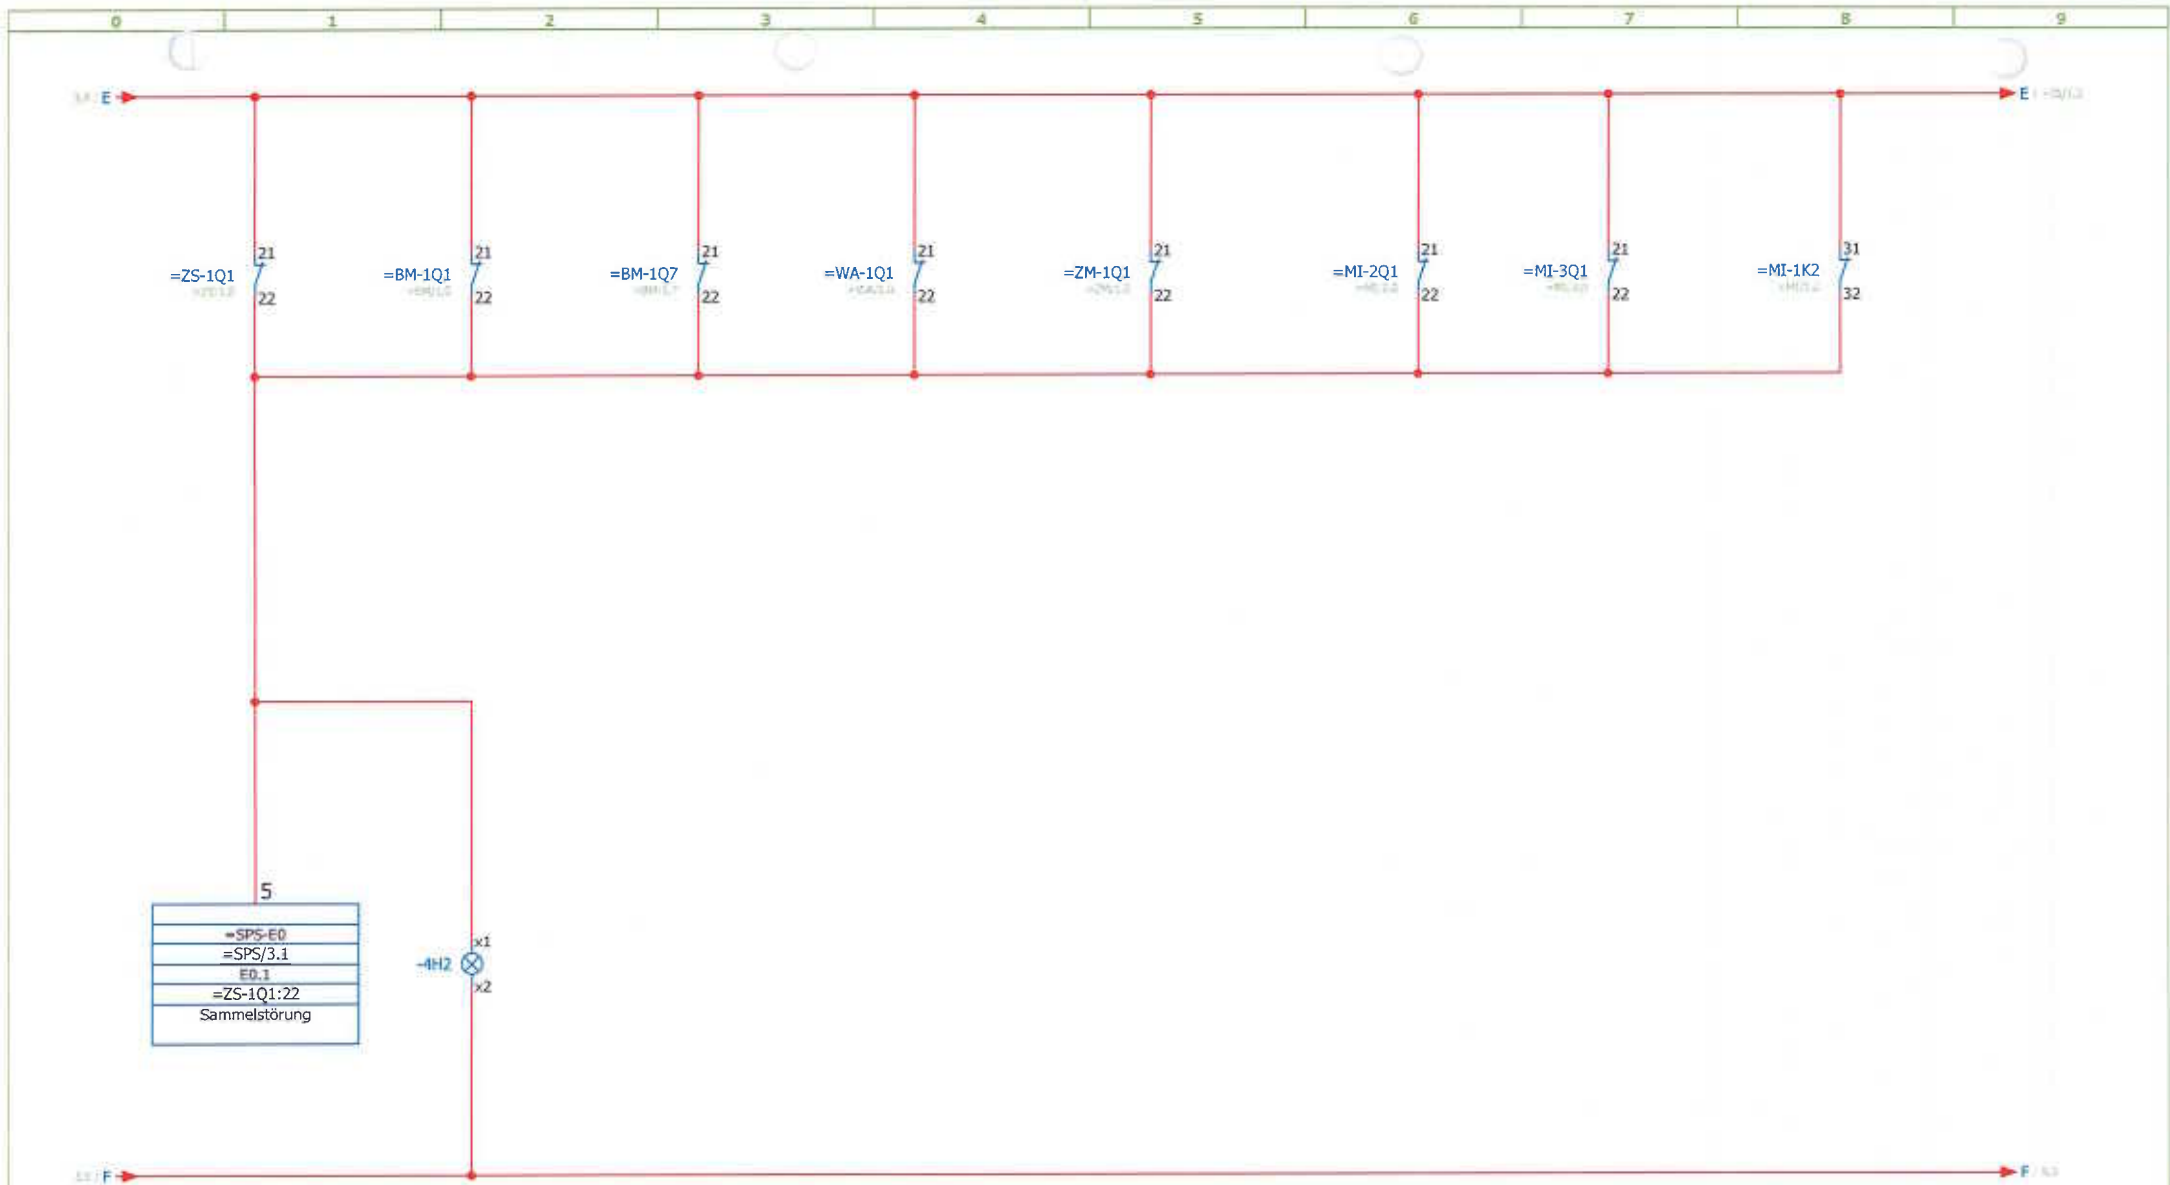 0 1 2 3 4 5 6 7 8 9
E
E
21 21 21 21 21 21 21 31
=ZS-1Q1 =BM-1Q1 =BM-1Q7 =WA-1Q1 =ZM-1Q1 =MI-2Q1 =MI-3Q1 =MI-1K2
22 22 22 22 22 22 22 32
5
=SPS-E0
=SPS/3.1
E0.1
=ZS-1Q1:22
Sammelstörung
x1
-4H2
x2
F
F